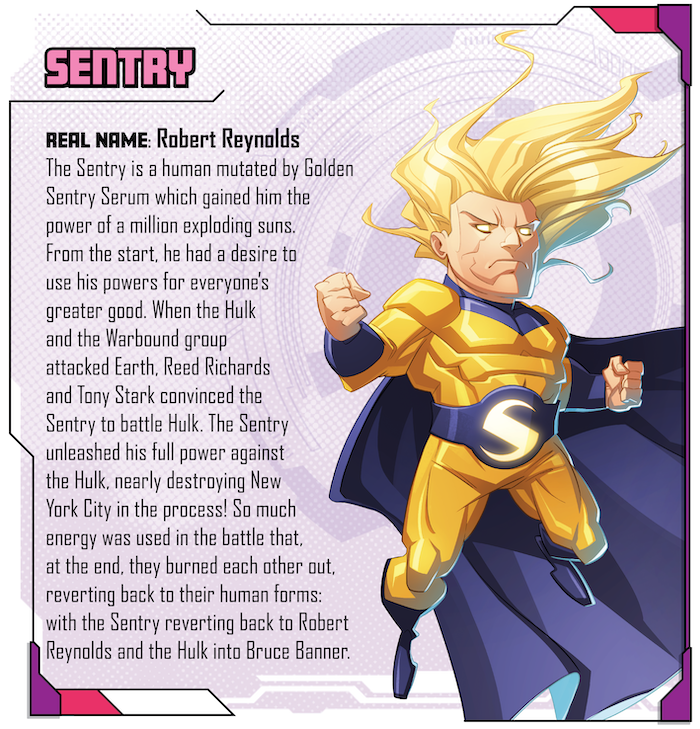 SENTRY
REAL NAME: Robert Reynolds
The Sentry is a human mutated by Golden
Sentry Serum which gained him the
power of a million exploding suns.
From the start, he had a desire to
use his powers for everyone's
greater good. When the Hulk
and the Warbound group
attacked Earth, Reed Richards
and Tony Stark convinced the
Sentry to battle Hulk. The Sentry
unleashed his full power against
the Hulk, nearly destroying New
York City in the process! So much
energy was used in the battle that,
at the end, they burned each other out,
reverting back to their human forms:
with the Sentry reverting back to Robert
Reynolds and the Hulk into Bruce Banner.
S